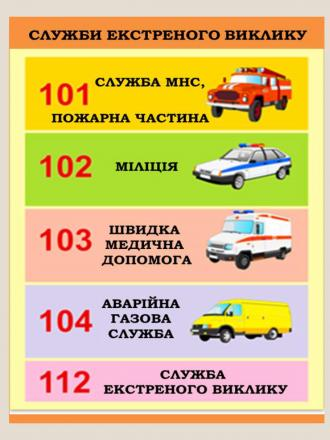 СЛУЖБИ ЕКСТРЕНОГО ВИКЛИКУ
101
СЛУЖБА МНС,
ПОЖАРНА ЧАСТИНА
102
МІЛІЦІЯ
103
ШВИДКА
МЕДИЧНА
ДОПОМОГА
104
АВАРІЙНА
ГАЗОВА
СЛУЖБА
112
СЛУЖБА
ЕКСТРЕНОГО ВИКЛИКУ